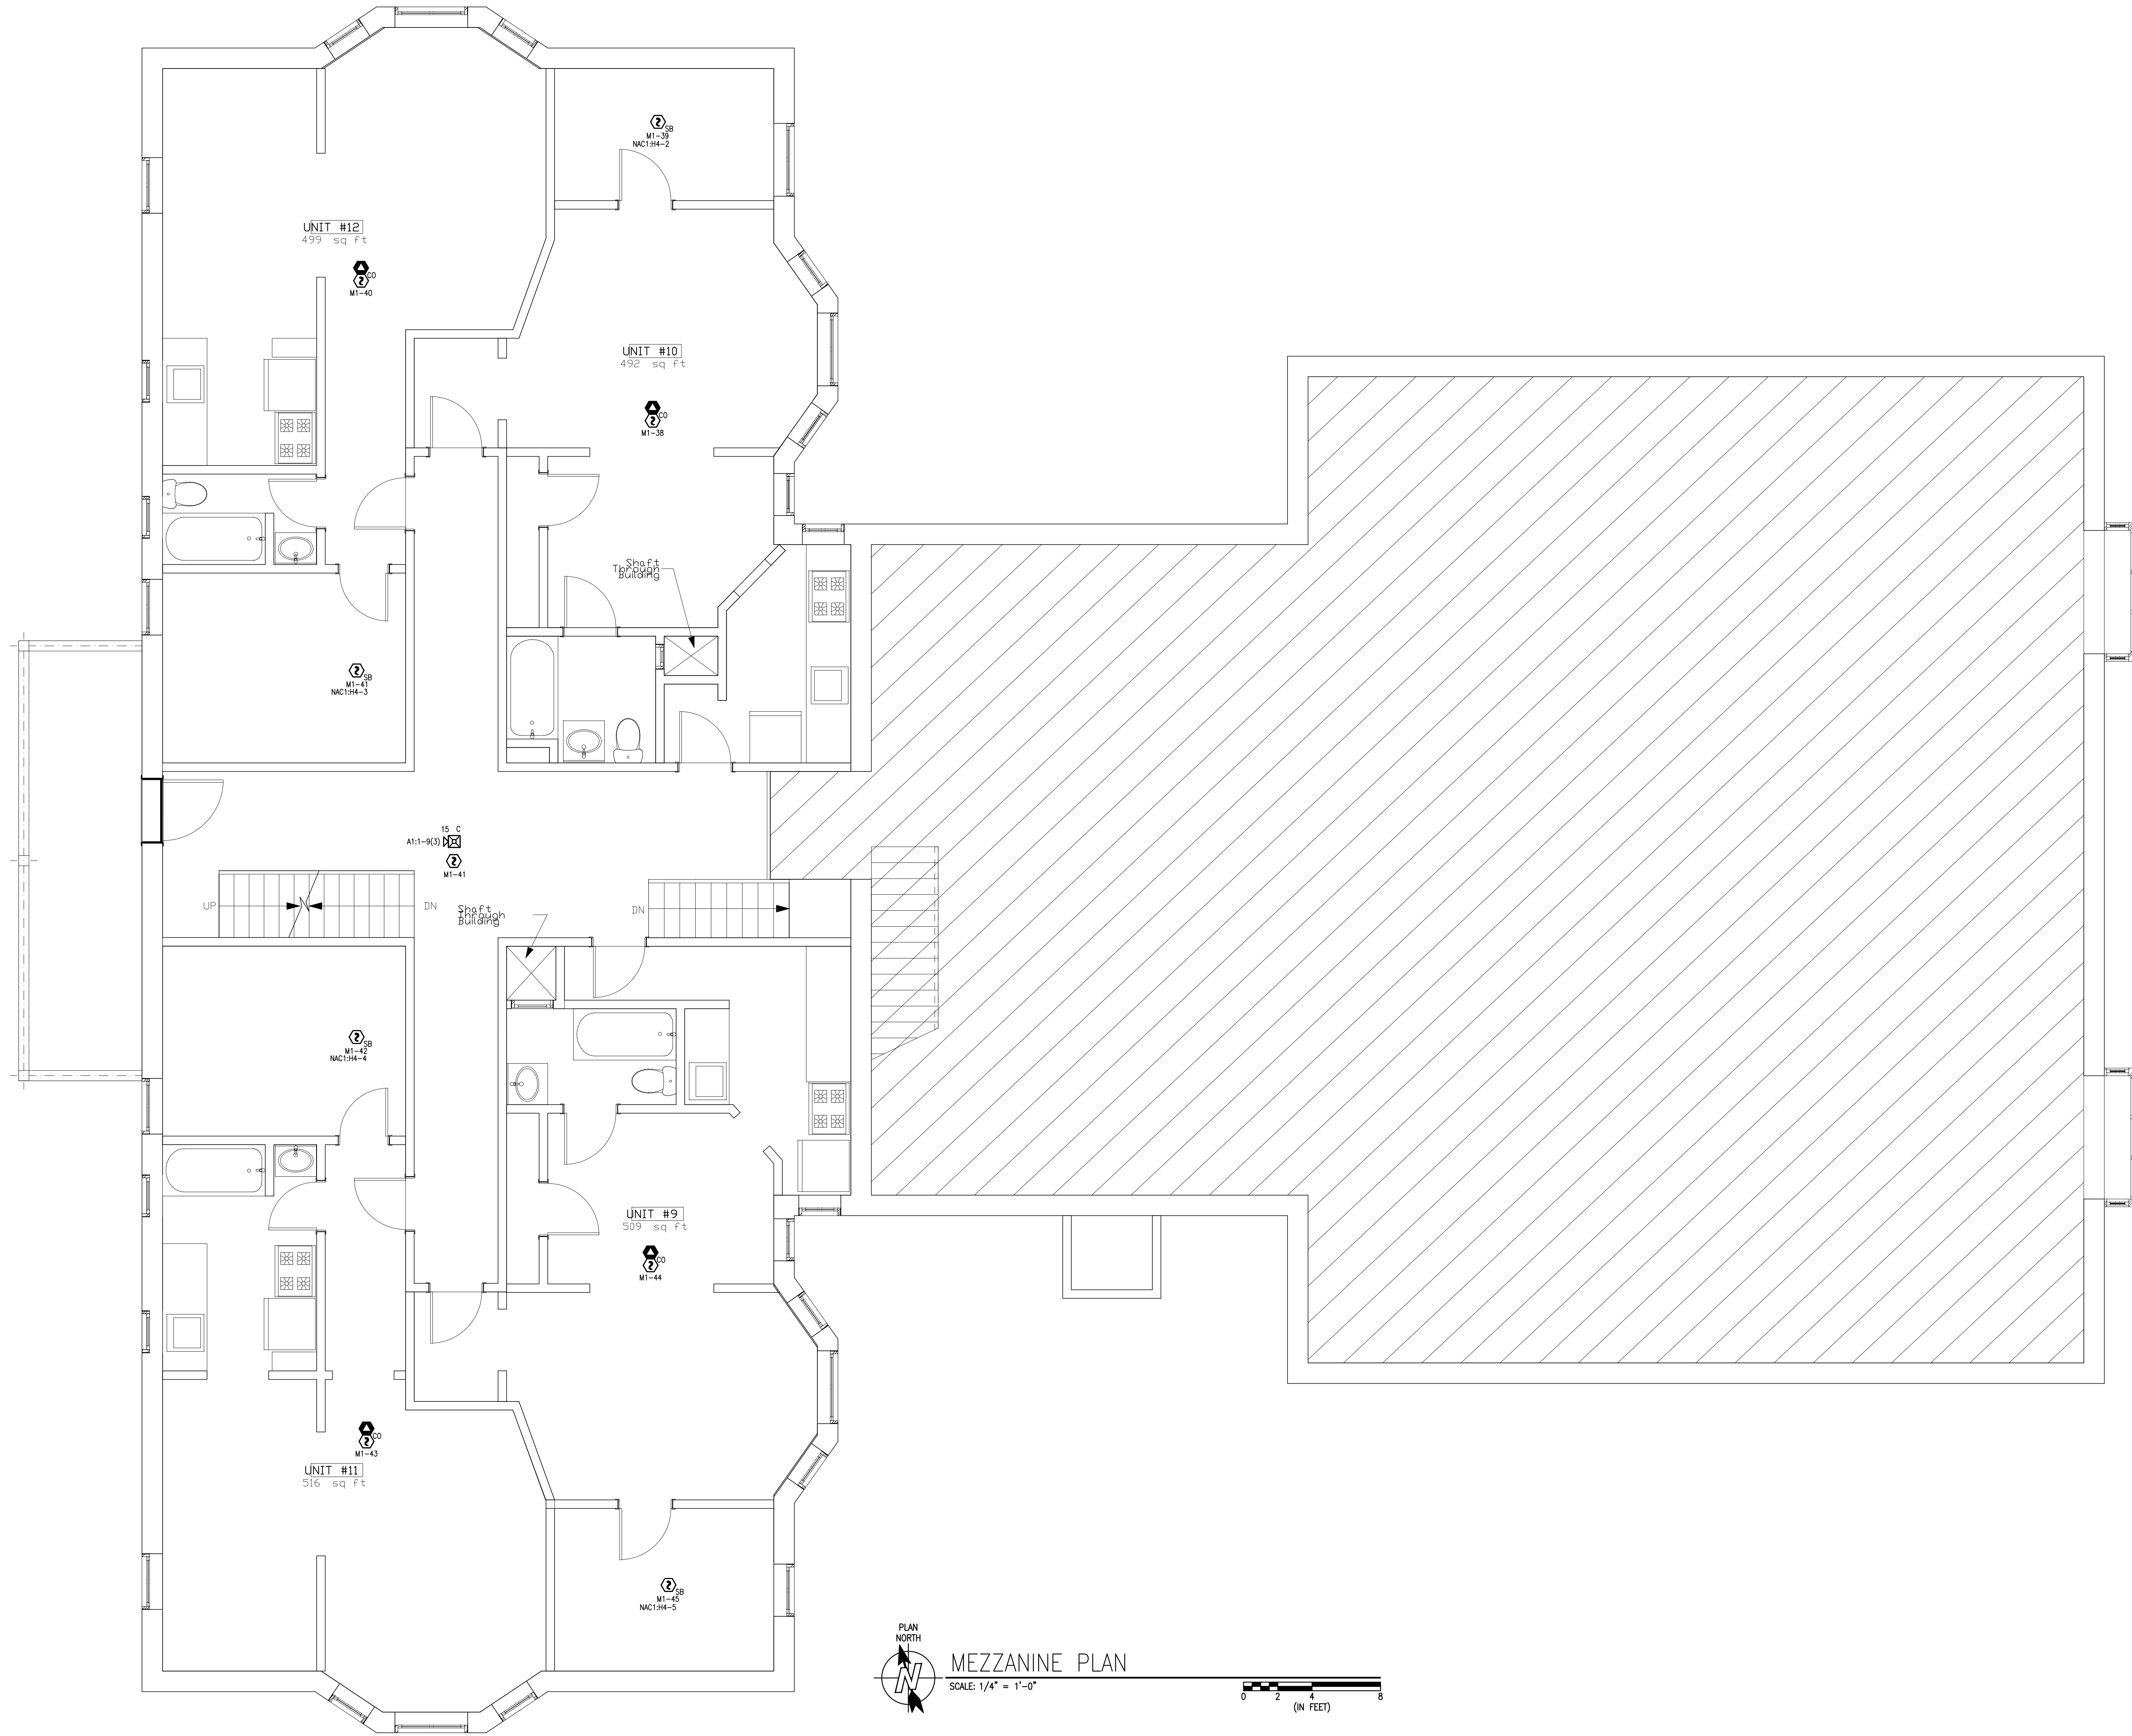 SB
M1-39
NAC1:H4-2
UNIT #12
499 sq ft
CO
M1-40
UNIT #10
492 sq ft
CO
M1-38
Shaft
Through
Building
SB
M1-41
NAC1:H4-3
15 C
A1:1-9(3)
M1-41
UP
DN
Shaft
Through
Building
DN
SB
M1-42
NAC1:H4-4
UNIT #9
509 sq ft
CO
M1-44
CO
M1-43
UNIT #11
516 sq ft
SB
M1-45
NAC1:H4-5
PLAN
NORTH
N
MEZZANINE PLAN
SCALE: 1/4" = 1'-0"
0 2 4 8
(IN FEET)